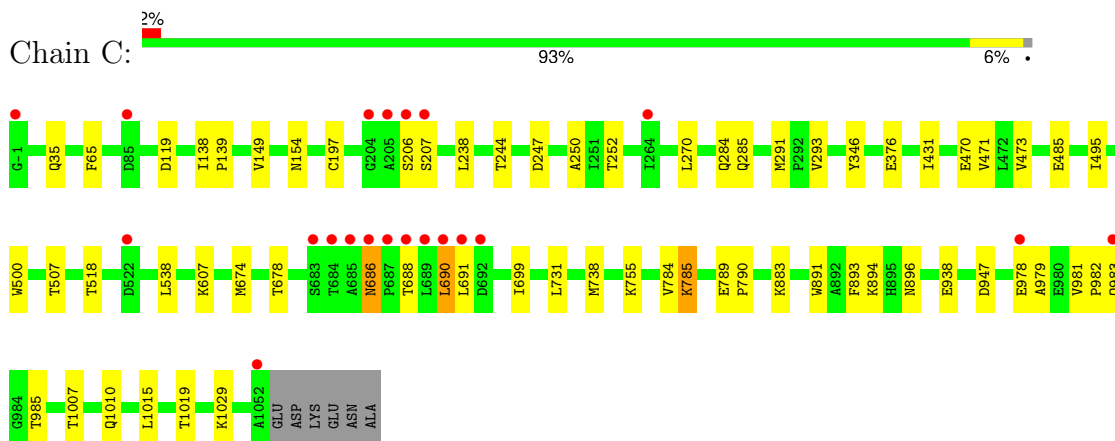 2%
Chain C:
93% 6% •
G-1 Q35 F65 D85 D119 I138 P139 V149 N154 C197 G204 A205 S206 S207 L238 T244 D247 A250 I251 T252 I264 L270 Q284 Q285 M291 P292 V293 Y346 E376 I431 E470 V471 L472 V473 E485 I495
W500 T507 T518 D522 L538 K607 M674 T678 S683 T684 A685 N686 P687 T688 L689 L690 L691 D692 I699 L731 M738 K755 V784 K785 E789 P790 K883 W891 A892 F893 K894 H895 N896 E938 D947 E978 A979 E980 V981 P982
G984 T985 T1007 Q1010 L1015 T1019 K1029 A1052 GLU ASP LYS GLU ASN ALA